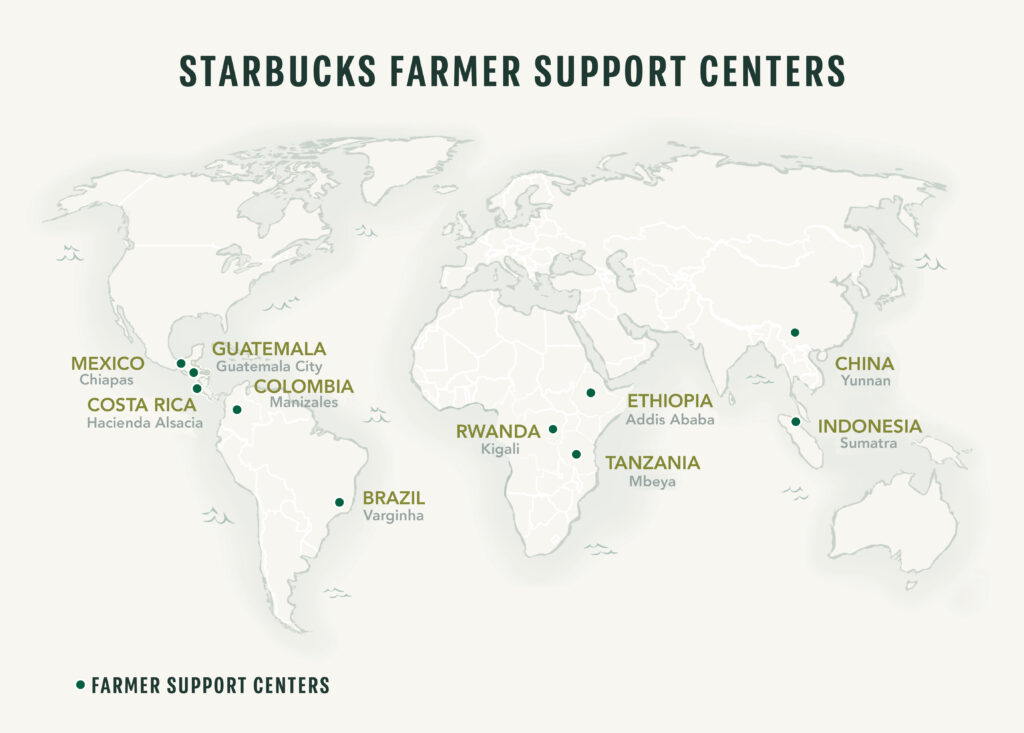 STARBUCKS FARMER SUPPORT CENTERS
MEXICO
Chiapas
GUATEMALA
Guatemala City
COSTA RICA
Hacienda Alsacia
COLOMBIA
Manizales
BRAZIL
Varginha
RWANDA
Kigali
ETHIOPIA
Addis Ababa
TANZANIA
Mbeya
CHINA
Yunnan
INDONESIA
Sumatra
FARMER SUPPORT CENTERS